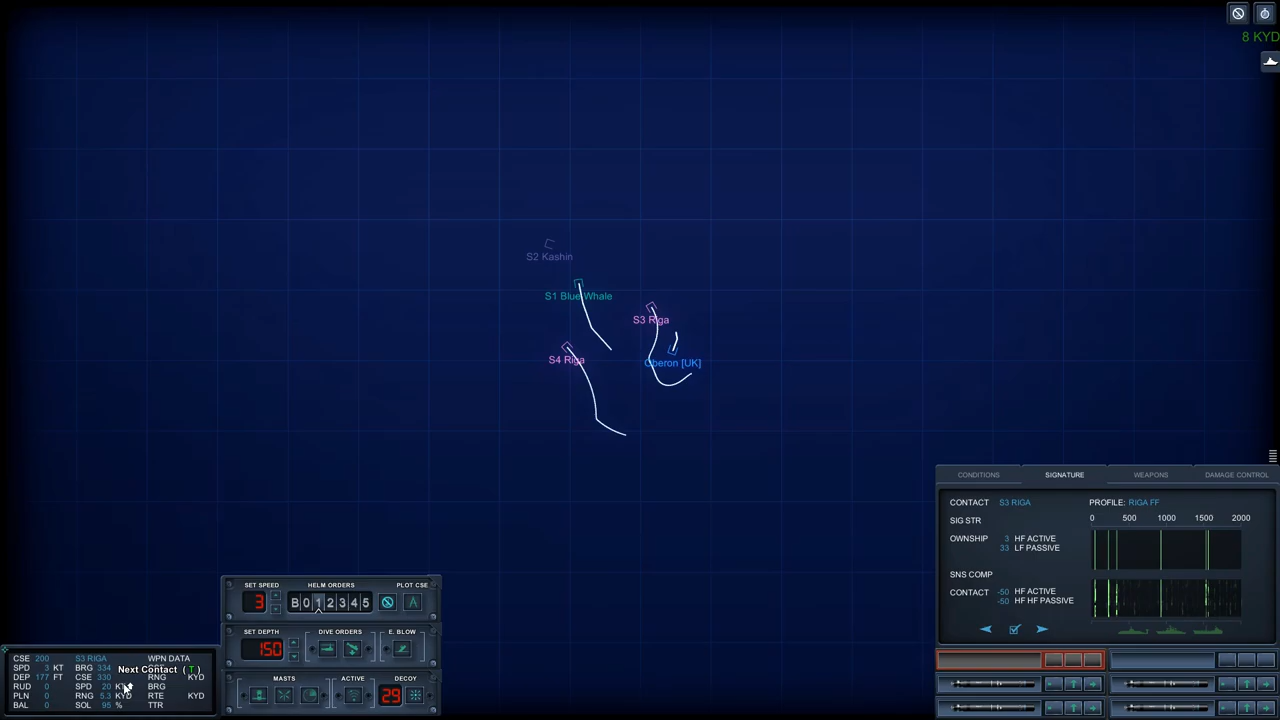 8 KYD
S2 Kashin
S1 Blue Whale
S3 Riga
S4 Riga
Oberon [UK]
CONDITIONS SIGNATURE WEAPONS DAMAGE CONTROL
CONTACT S3 RIGA PROFILE: RIGA FF
SIG STR 0 500 1000 1500 2000
OWNSHIP 3 HF ACTIVE
33 LF PASSIVE
SNS COMP
CONTACT -50 HF ACTIVE
-50 HF HF PASSIVE
SET SPEED HELM ORDERS PLOT CSE
3 B 0 1 2 3 4 5
SET DEPTH DIVE ORDERS E. BLOW
150
MASTS ACTIVE DECOY
29
CSE 200 S3 RIGA WPN DATA
SPD 3 KT BRG 334
Next Contact ( T )
DEP 177 FT CSE 330 RNG KYD
RUD 0 SPD 20 BRG
PLN 0 RNG 5.3 KYD RTE KYD
BAL 0 SOL 95 % TTR